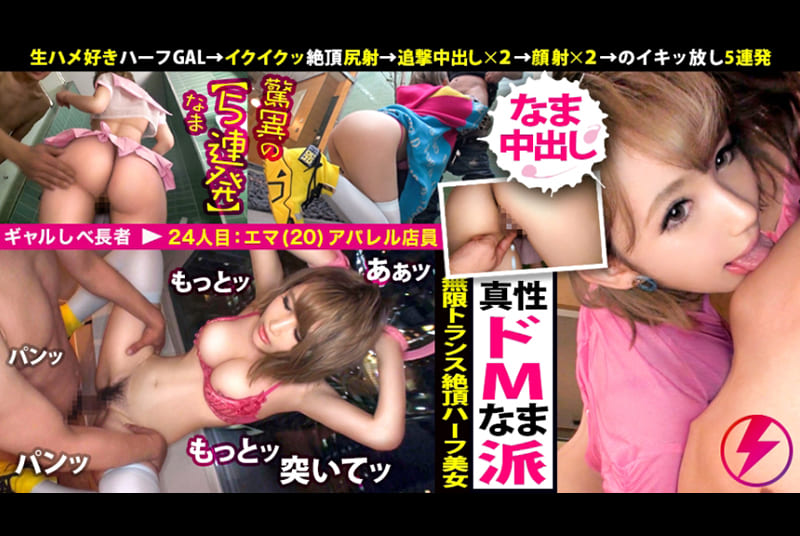 生ハメ好きハーフGAL→イクイクッ絶頂尻射→追撃中出し×2→顔射×2→のイキッ放し5連発
驚異の
なま
【5連発】
なま
中出し
ギャルしべ長者 ▶ 24人目：エマ(20)アパレル店員
もっとッ
あぁッ
パンッ
パンッ
もっとッ
突いてッ
真性
ドM
なま
派
無限トランス絶頂ハーフ美女